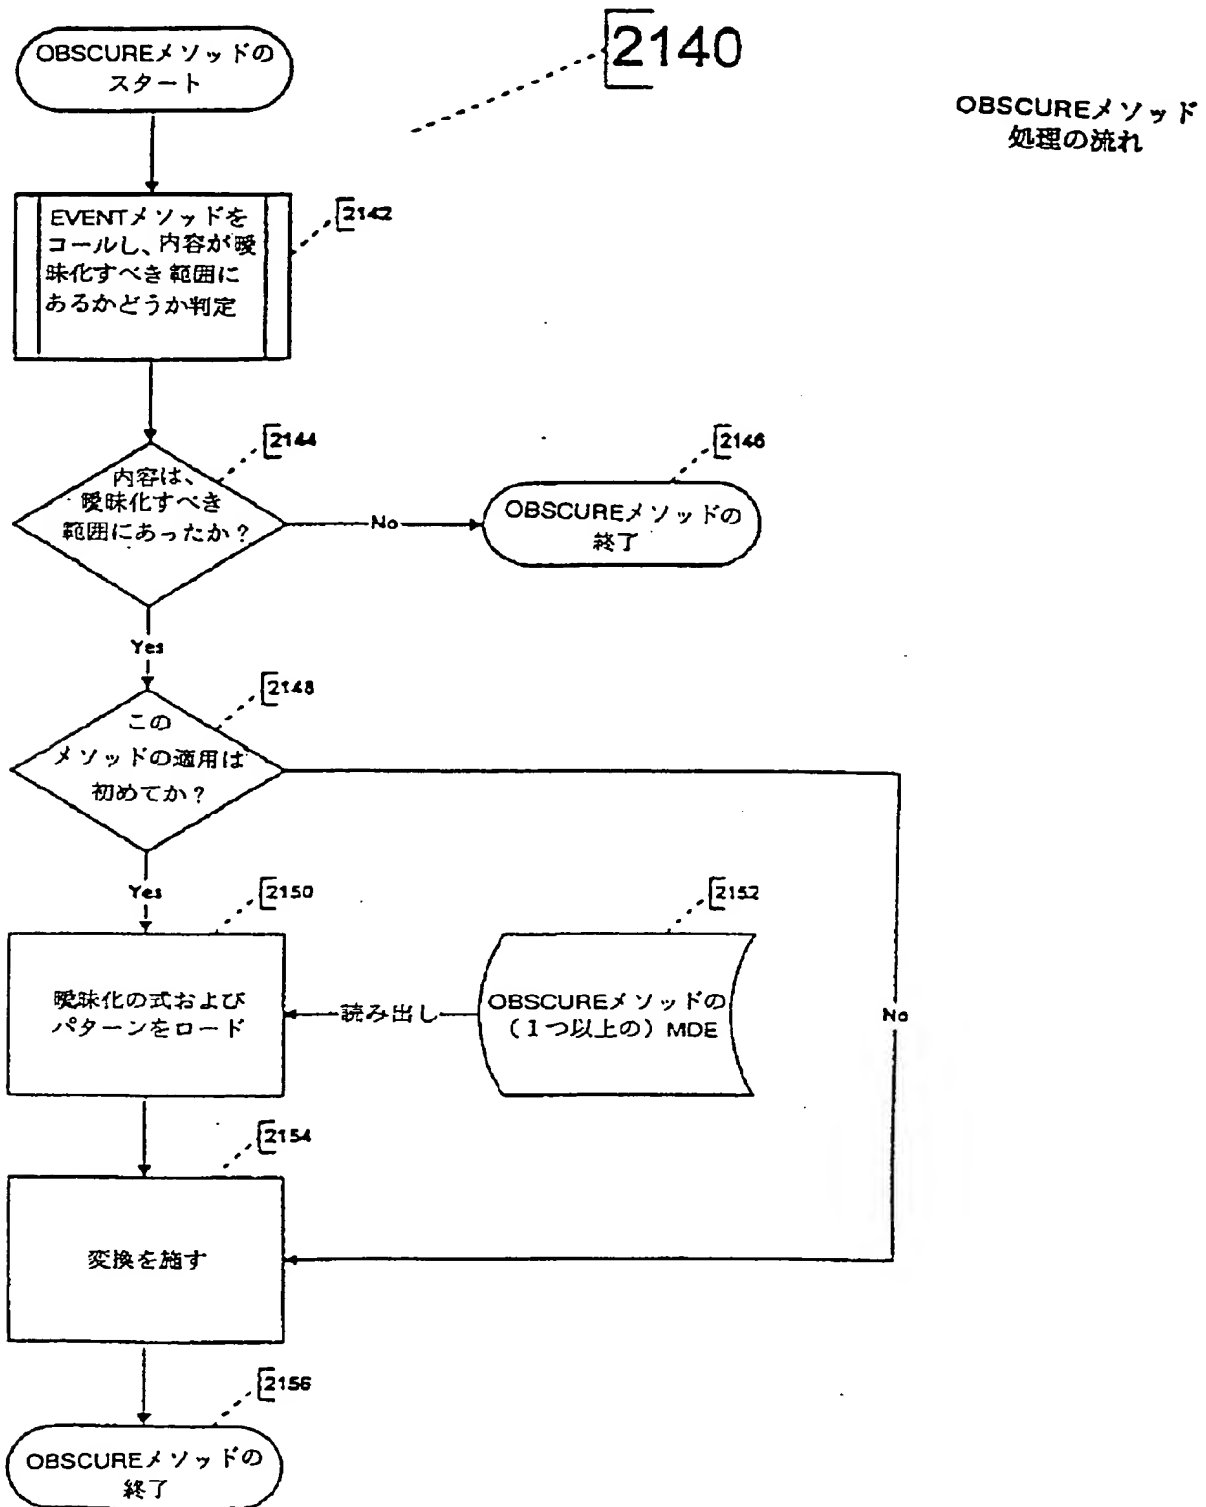 OBSCUREメソッドの
スタート
2140
OBSCUREメソッド
処理の流れ
EVENTメソッドを
コールし、内容が曖
昧化すべき範囲に
あるかどうか判定
2142
内容は、
曖昧化すべき
範囲にあったか？
2144
No
OBSCUREメソッドの
終了
2146
Yes
この
メソッドの適用は
初めてか？
2148
Yes
No
曖昧化の式および
パターンをロード
2150
読み出し
OBSCUREメソッドの
（１つ以上の）MDE
2152
変換を施す
2154
OBSCUREメソッドの
終了
2156